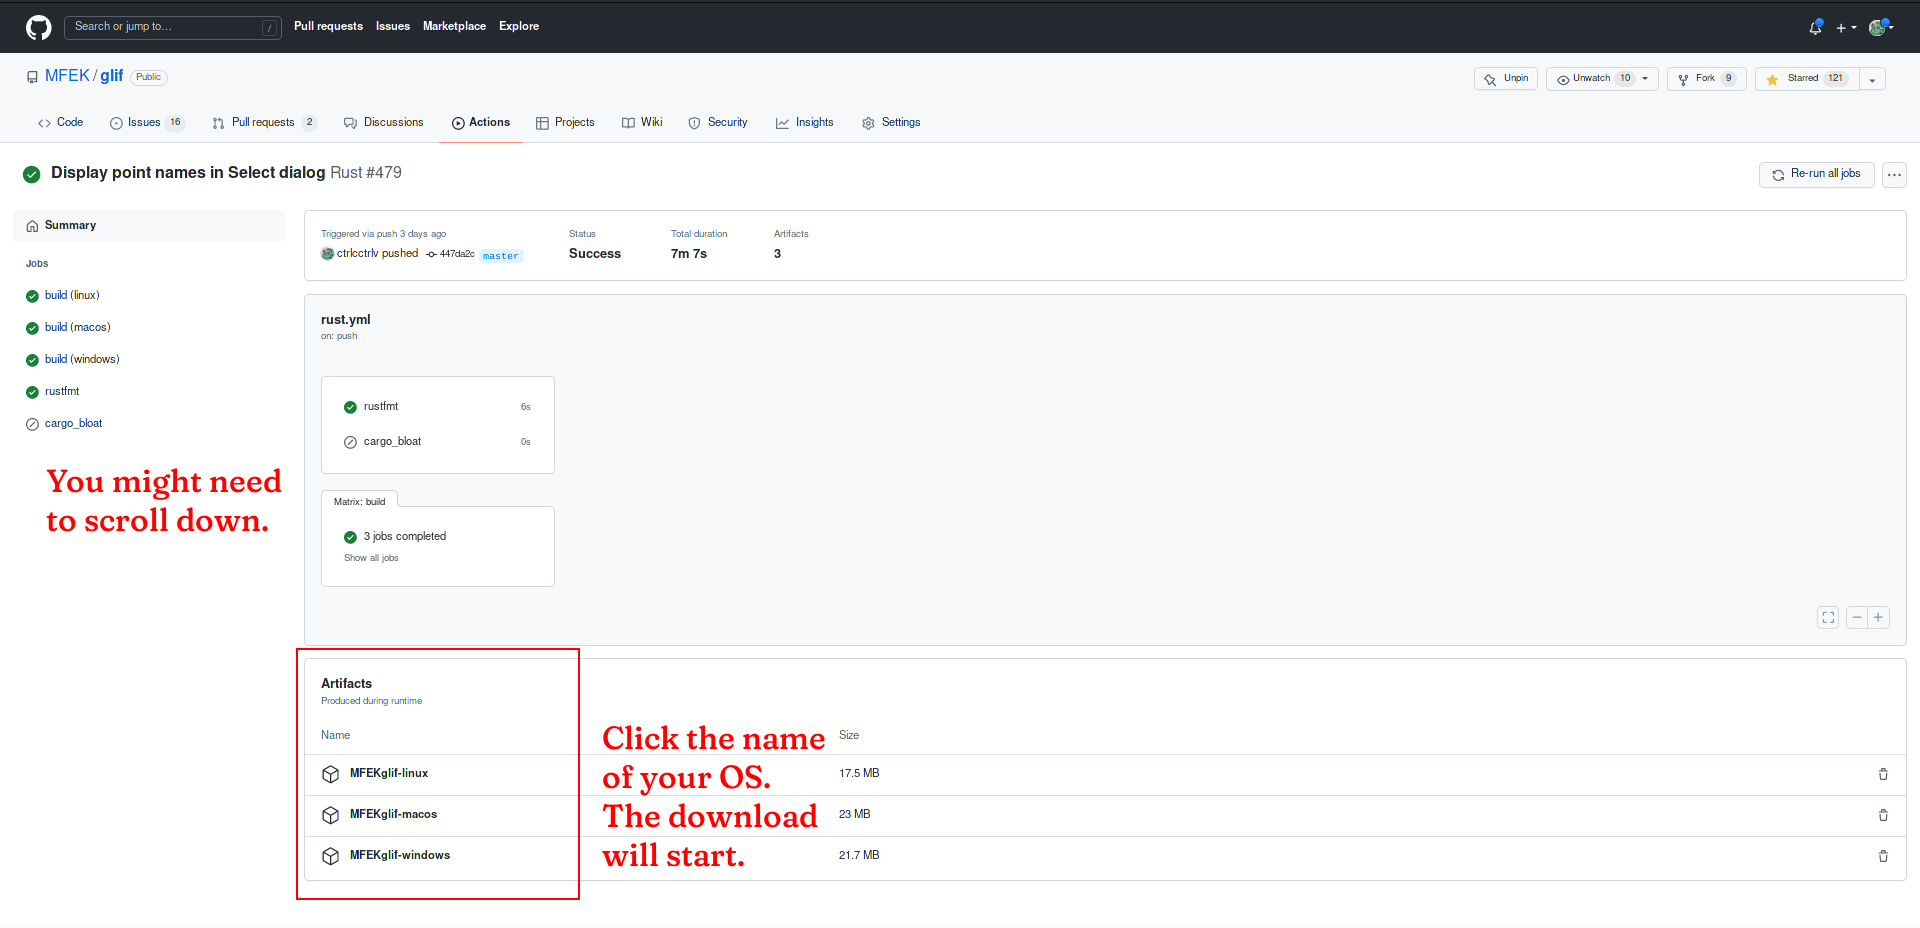 Search or jump to... /
Pull requests Issues Marketplace Explore
MFEK / glif Public
Unpin Unwatch 10 Fork 9 Starred 121
Code Issues 16 Pull requests 2 Discussions Actions Projects Wiki Security Insights Settings
Display point names in Select dialog Rust #479
Re-run all jobs
Summary
Jobs
build (linux)
build (macos)
build (windows)
rustfmt
cargo_bloat
You might need
to scroll down.
Triggered via push 3 days ago Status Total duration Artifacts
ctrlcctrlv pushed 447da2c master Success 7m 7s 3
rust.yml
on: push
rustfmt 6s
cargo_bloat 0s
Matrix: build
3 jobs completed
Show all jobs
Artifacts
Produced during runtime
Name Size
MFEKglif-linux 17.5 MB
MFEKglif-macos 23 MB
MFEKglif-windows 21.7 MB
Click the name
of your OS.
The download
will start.